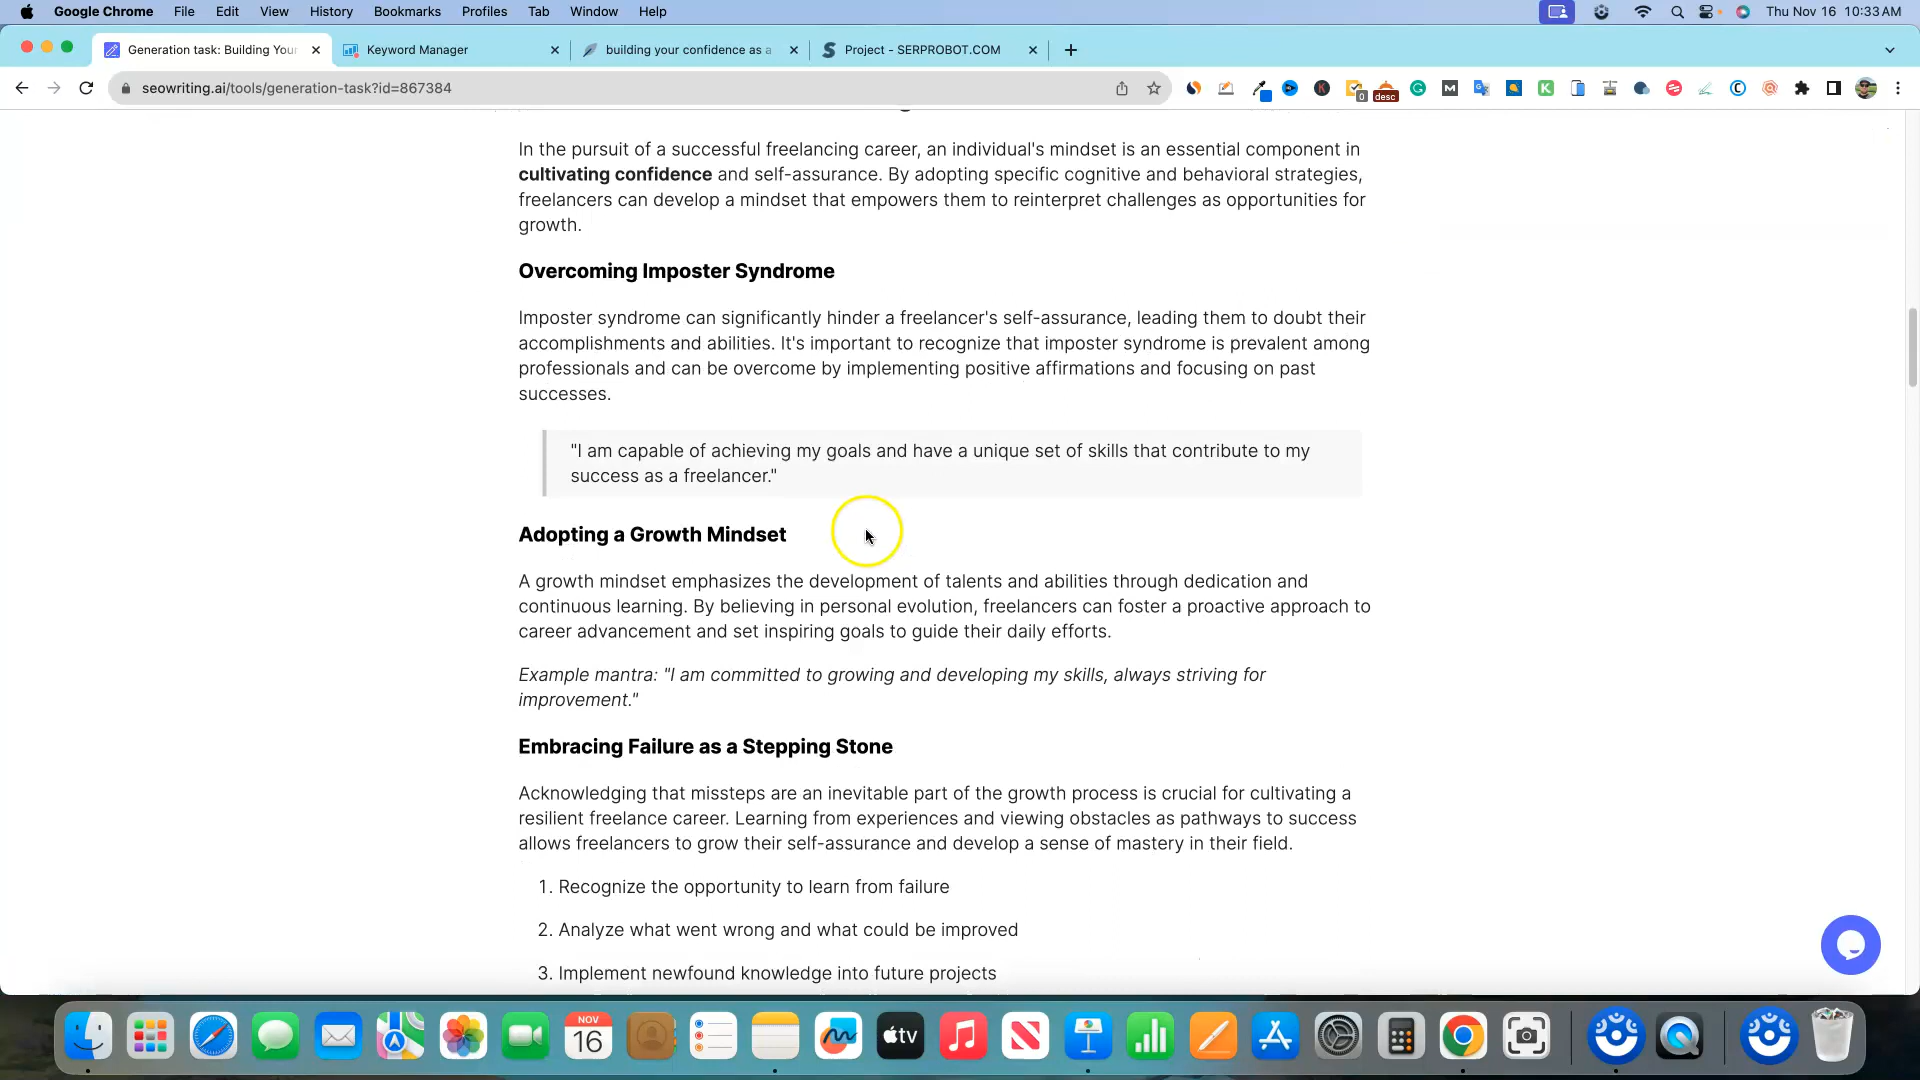 Google Chrome File Edit View History Bookmarks Profiles Tab Window Help Thu Nov 16 10:33 AM
Generation task: Building Your Keyword Manager building your confidence as a Project - SERPROBOT.COM
seowriting.ai/tools/generation-task?id=867384
0
desc
In the pursuit of a successful freelancing career, an individual's mindset is an essential component in
cultivating confidence and self-assurance. By adopting specific cognitive and behavioral strategies,
freelancers can develop a mindset that empowers them to reinterpret challenges as opportunities for
growth.
Overcoming Imposter Syndrome
Imposter syndrome can significantly hinder a freelancer's self-assurance, leading them to doubt their
accomplishments and abilities. It's important to recognize that imposter syndrome is prevalent among
professionals and can be overcome by implementing positive affirmations and focusing on past
successes.
"I am capable of achieving my goals and have a unique set of skills that contribute to my
success as a freelancer."
Adopting a Growth Mindset
A growth mindset emphasizes the development of talents and abilities through dedication and
continuous learning. By believing in personal evolution, freelancers can foster a proactive approach to
career advancement and set inspiring goals to guide their daily efforts.
Example mantra: "I am committed to growing and developing my skills, always striving for
improvement."
Embracing Failure as a Stepping Stone
Acknowledging that missteps are an inevitable part of the growth process is crucial for cultivating a
resilient freelance career. Learning from experiences and viewing obstacles as pathways to success
allows freelancers to grow their self-assurance and develop a sense of mastery in their field.
1. Recognize the opportunity to learn from failure
2. Analyze what went wrong and what could be improved
3. Implement newfound knowledge into future projects
NOV
16
tv